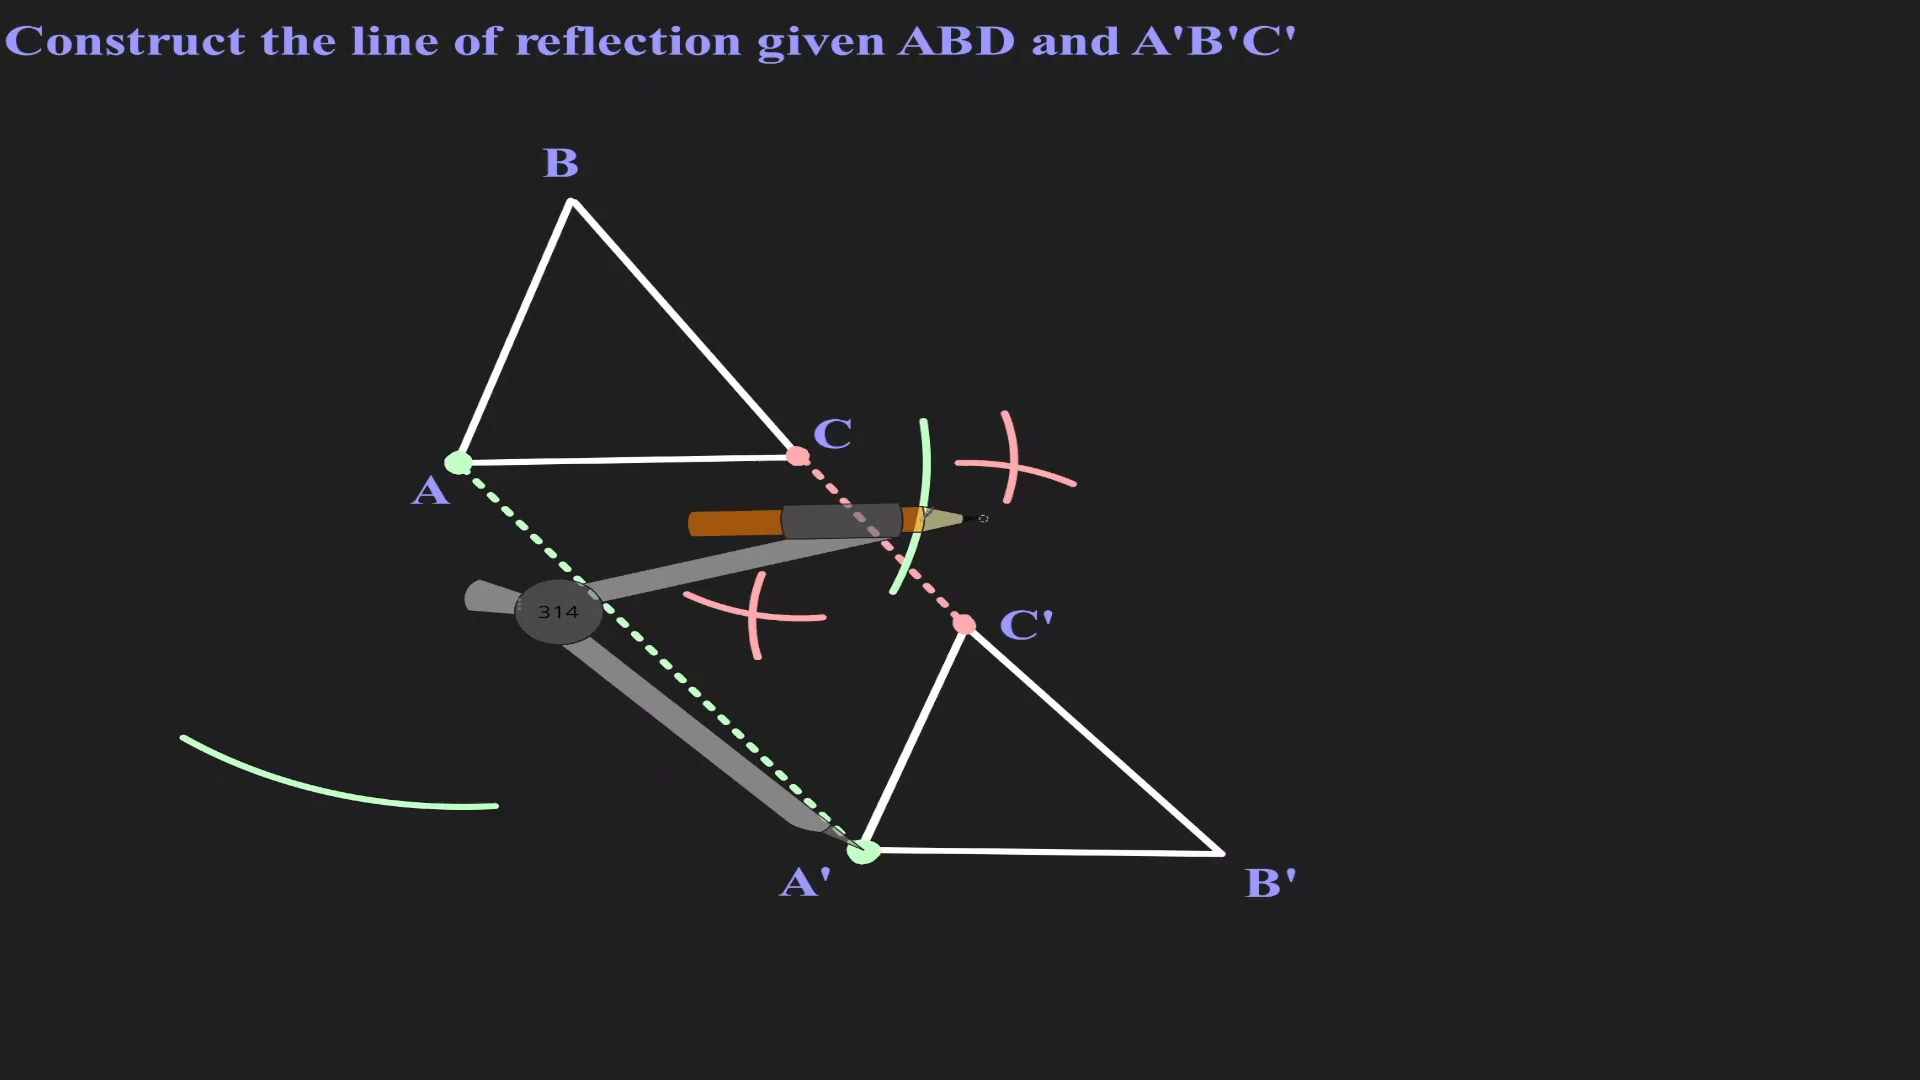 Construct the line of reflection given ABD and A'B'C'
B
C
A
314
C'
A'
B'